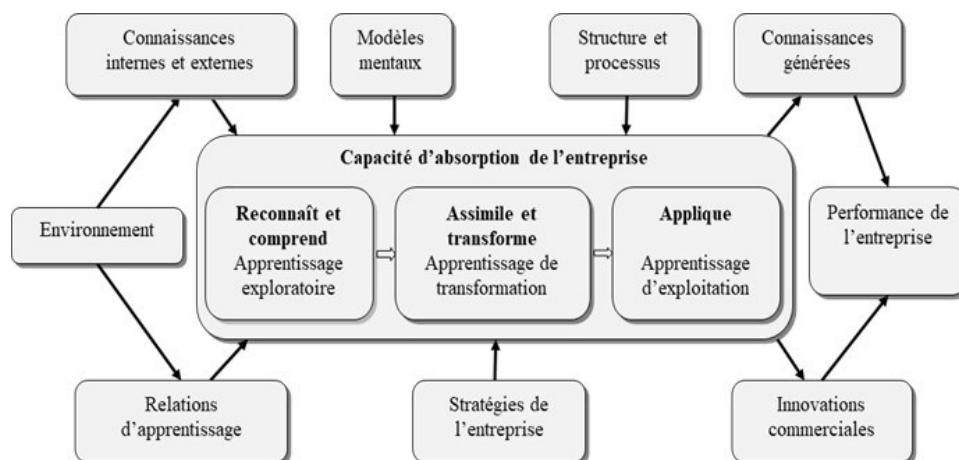 Connaissances
internes et externes
Modèles
mentaux
Structure et
processus
Connaissances
générées
Capacité d’absorption de l’entreprise
Environnement
Reconnaît et
comprend
Apprentissage
exploratoire
Assimile et
transforme
Apprentissage de
transformation
Applique
Apprentissage
d’exploitation
Performance de
l’entreprise
Relations
d’apprentissage
Stratégies de
l’entreprise
Innovations
commerciales